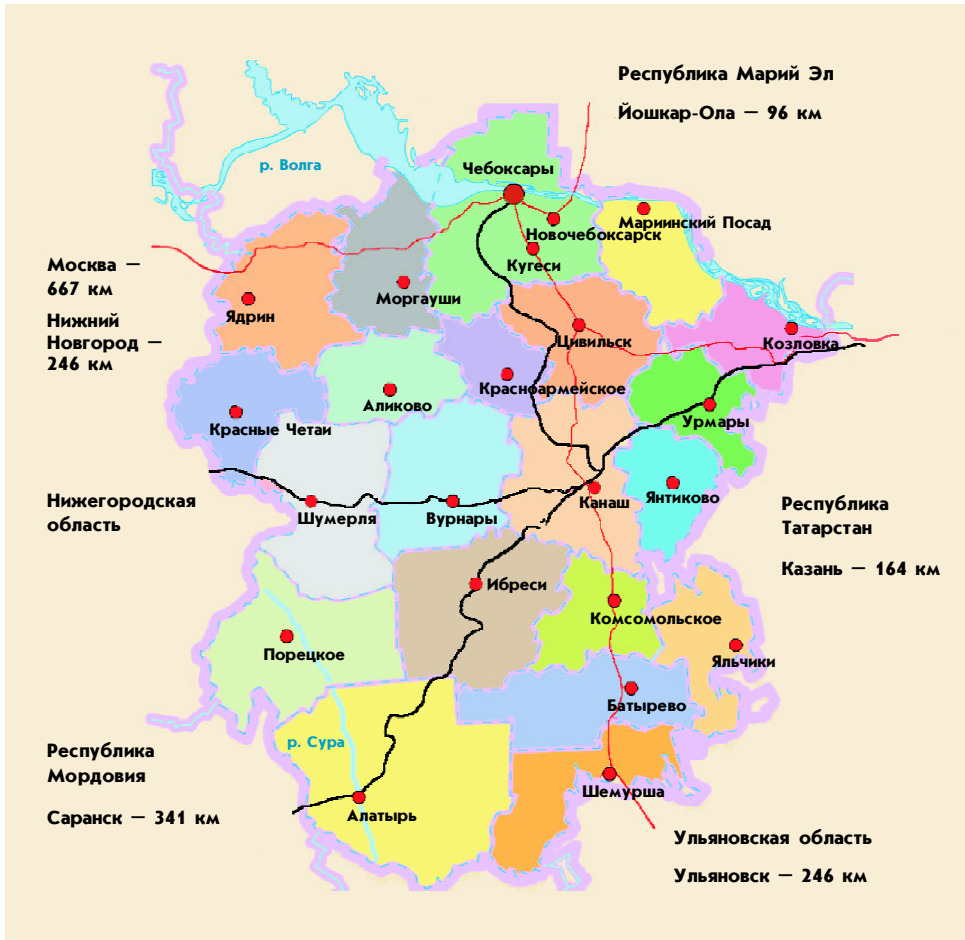 Республика Марий Эл
Йошкар-Ола – 96 км
р. Волга
Чебоксары
Мариинский Посад
Новочебоксарск
Кугеси
Москва –
667 км
Нижний
Новгород –
246 км
Ядрин
Моргауши
Цивильск
Козловка
Красноармейское
Аликово
Урмары
Красные Четаи
Нижегородская
область
Шумерля
Вурнары
Канаш
Янтиково
Республика
Татарстан
Казань – 164 км
Ибреси
Комсомольское
Порецкое
Яльчики
Батырево
р. Сура
Республика
Мордовия
Саранск – 341 км
Шемурша
Алатырь
Ульяновская область
Ульяновск – 246 км